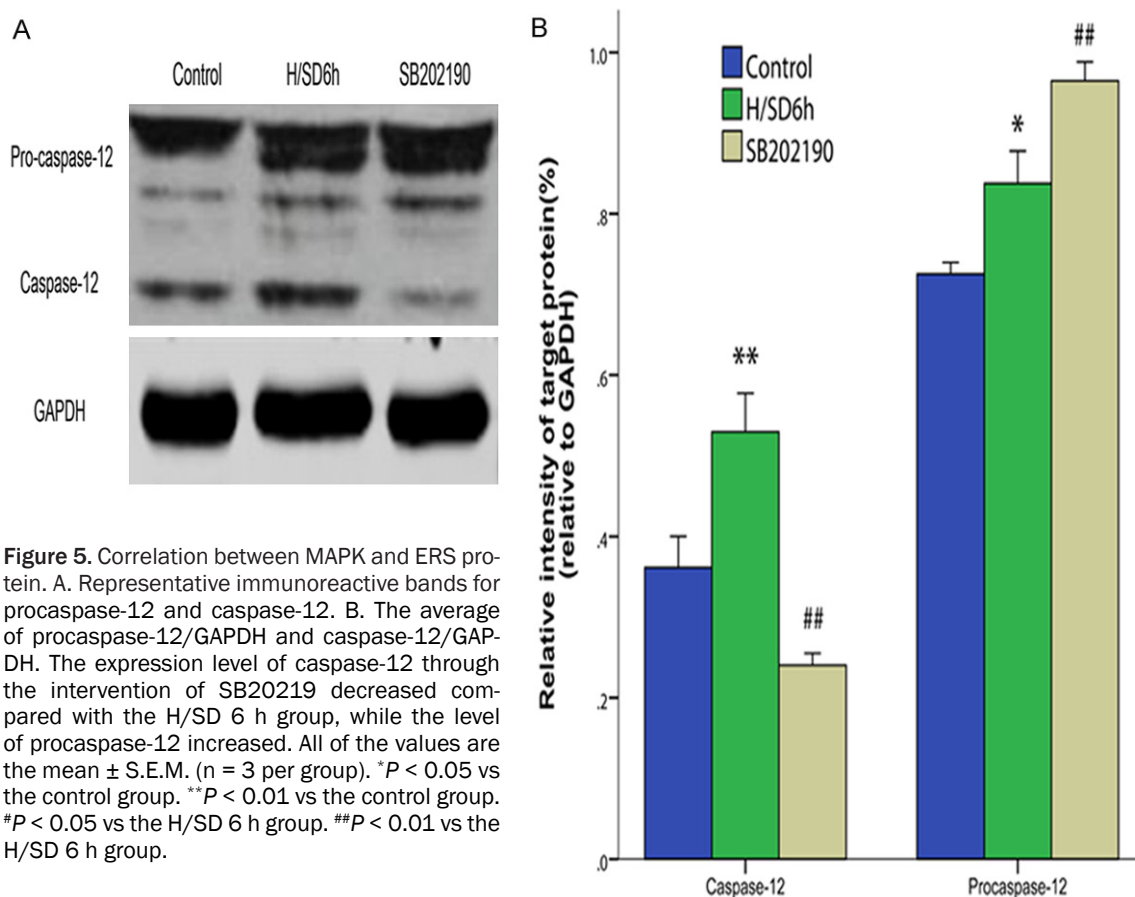 A
Control H/SD6h SB202190
Pro-caspase-12
Caspase-12
GAPDH
Figure 5. Correlation between MAPK and ERS pro-
tein. A. Representative immunoreactive bands for
procaspase-12 and caspase-12. B. The average
of procaspase-12/GAPDH and caspase-12/GAP-
DH. The expression level of caspase-12 through
the intervention of SB20219 decreased com-
pared with the H/SD 6 h group, while the level
of procaspase-12 increased. All of the values are
the mean ± S.E.M. (n = 3 per group). *P < 0.05 vs
the control group. **P < 0.01 vs the control group.
#P < 0.05 vs the H/SD 6 h group. ##P < 0.01 vs the
H/SD 6 h group.
B
Relative intensity of target protein(%)
(relative to GAPDH)
1.0
.8
.6
.4
.2
.0
Control
H/SD6h
SB202190
**
##
*
##
Caspase-12 Procaspase-12